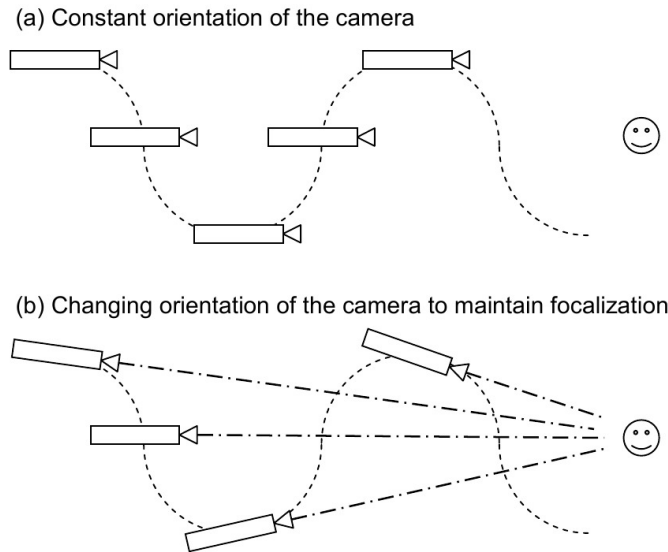 (a) Constant orientation of the camera
(b) Changing orientation of the camera to maintain focalization